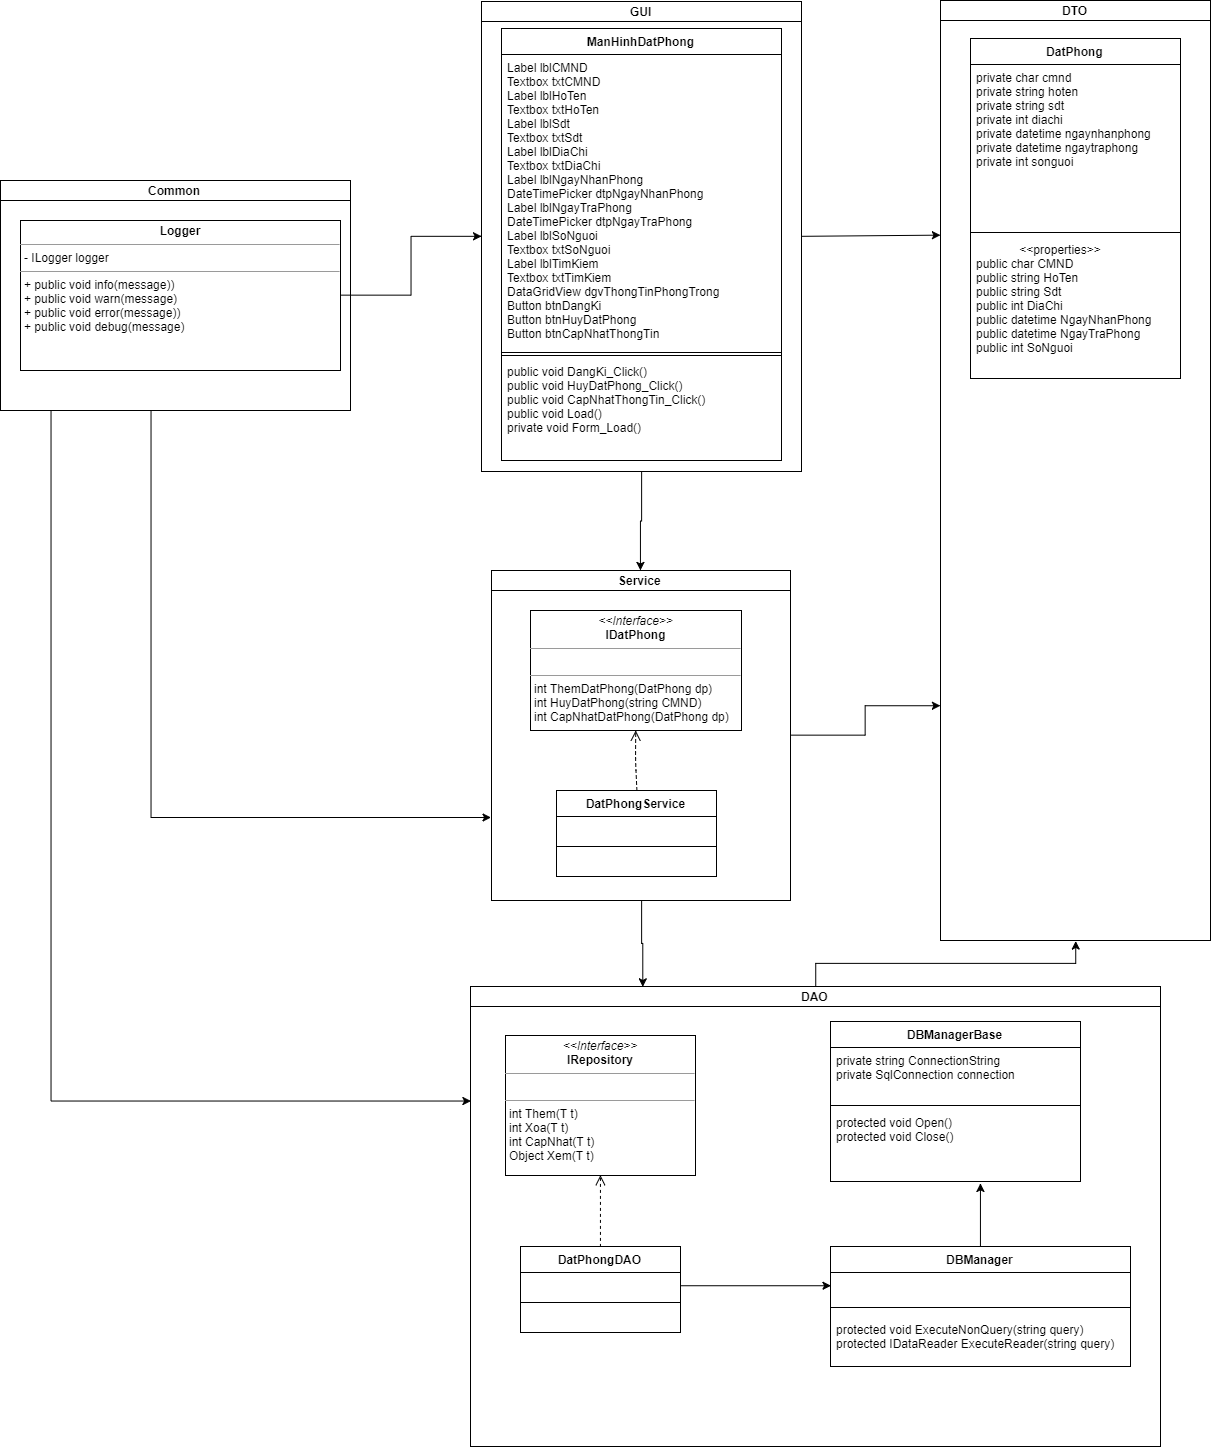 GUI
ManHinhDatPhong
Label lblCMND
Textbox txtCMND
Label lblHoTen
Textbox txtHoTen
Label lblSdt
Textbox txtSdt
Label lblDiaChi
Textbox txtDiaChi
Label lblNgayNhanPhong
DateTimePicker dtpNgayNhanPhong
Label lblNgayTraPhong
DateTimePicker dtpNgayTraPhong
Label lblSoNguoi
Textbox txtSoNguoi
Label lblTimKiem
Textbox txtTimKiem
DataGridView dgvThongTinPhongTrong
Button btnDangKi
Button btnHuyDatPhong
Button btnCapNhatThongTin
public void DangKi_Click()
public void HuyDatPhong_Click()
public void CapNhatThongTin_Click()
public void Load()
private void Form_Load()
DTO
DatPhong
private char cmnd
private string hoten
private string sdt
private int diachi
private datetime ngaynhanphong
private datetime ngaytraphong
private int songuoi
<<properties>>
public char CMND
public string HoTen
public string Sdt
public int DiaChi
public datetime NgayNhanPhong
public datetime NgayTraPhong
public int SoNguoi
Common
Logger
- ILogger logger
+ public void info(message))
+ public void warn(message)
+ public void error(message))
+ public void debug(message)
Service
<<Interface>>
IDatPhong
int ThemDatPhong(DatPhong dp)
int HuyDatPhong(string CMND)
int CapNhatDatPhong(DatPhong dp)
DatPhongService
DAO
<<Interface>>
IRepository
int Them(T t)
int Xoa(T t)
int CapNhat(T t)
Object Xem(T t)
DBManagerBase
private string ConnectionString
private SqlConnection connection
protected void Open()
protected void Close()
DatPhongDAO
DBManager
protected void ExecuteNonQuery(string query)
protected IDataReader ExecuteReader(string query)